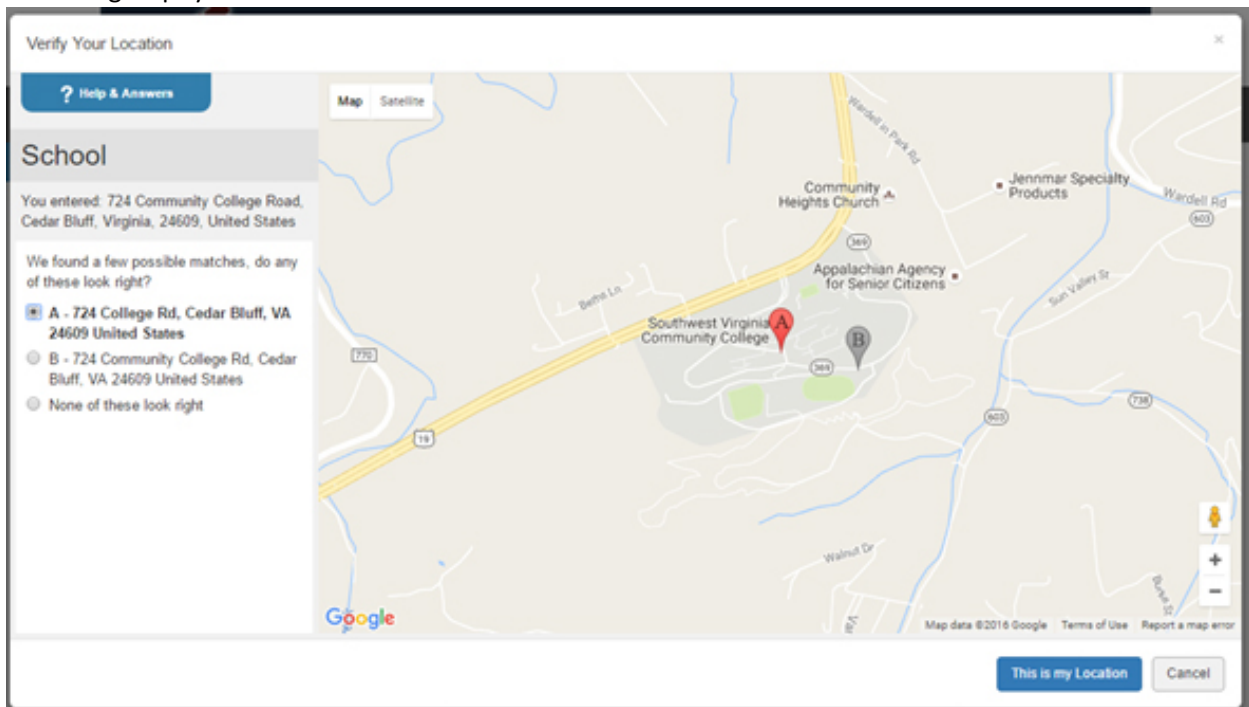 Verify Your Location
×
? Help & Answers
School
You entered: 724 Community College Road,
Cedar Bluff, Virginia, 24609, United States
We found a few possible matches, do any
of these look right?
A - 724 College Rd, Cedar Bluff, VA
24609 United States
B - 724 Community College Rd, Cedar
Bluff, VA 24609 United States
None of these look right
Map Satellite
Wardell in Park Rd
Community
Heights Church
Jennmar Specialty
Products
Wardell Rd
603
369
Appalachian Agency
for Senior Citizens
Sun Valley St
Bethe Ln
Southwest Virginia
Community College
A
B
369
770
19
603
738
Walnut Dr
Google
Map data ©2016 Google Terms of Use Report a map error
+
−
This is my Location
Cancel